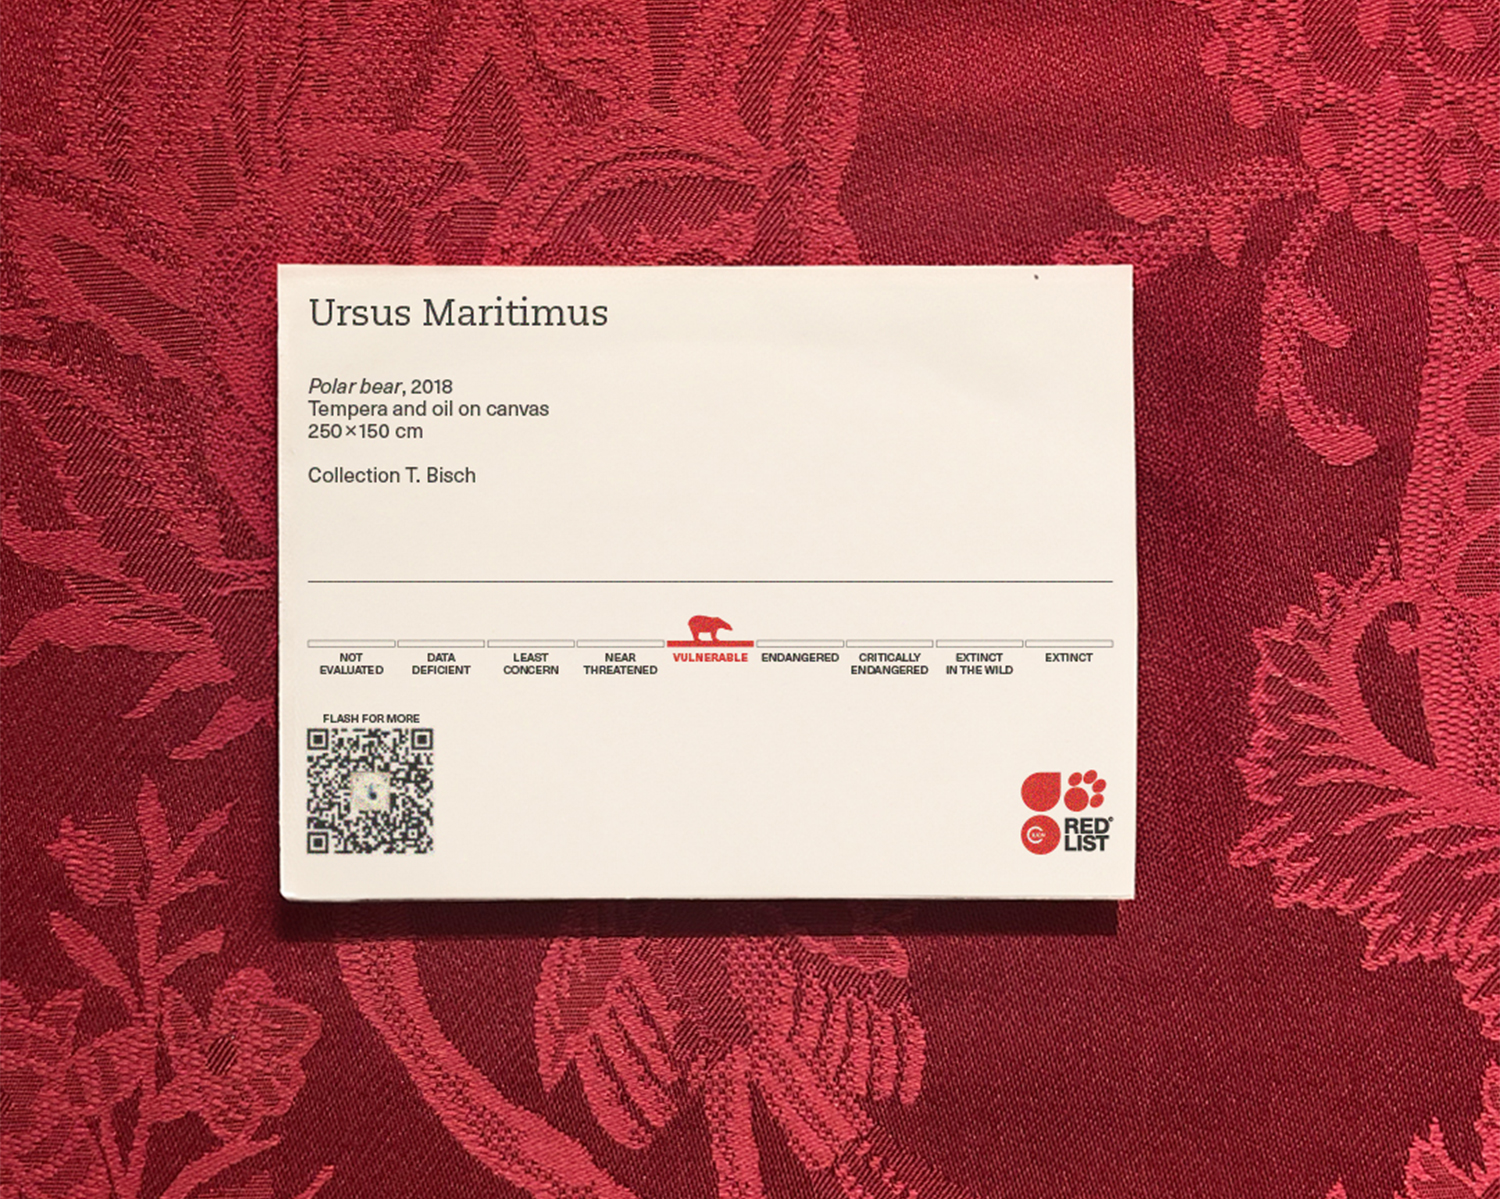 Ursus Maritimus
Polar bear, 2018
Tempera and oil on canvas
250×150 cm
Collection T. Bisch
NOT
EVALUATED
DATA
DEFICIENT
LEAST
CONCERN
NEAR
THREATENED
VULNERABLE
ENDANGERED
CRITICALLY
ENDANGERED
EXTINCT
IN THE WILD
EXTINCT
FLASH FOR MORE
RED
LIST